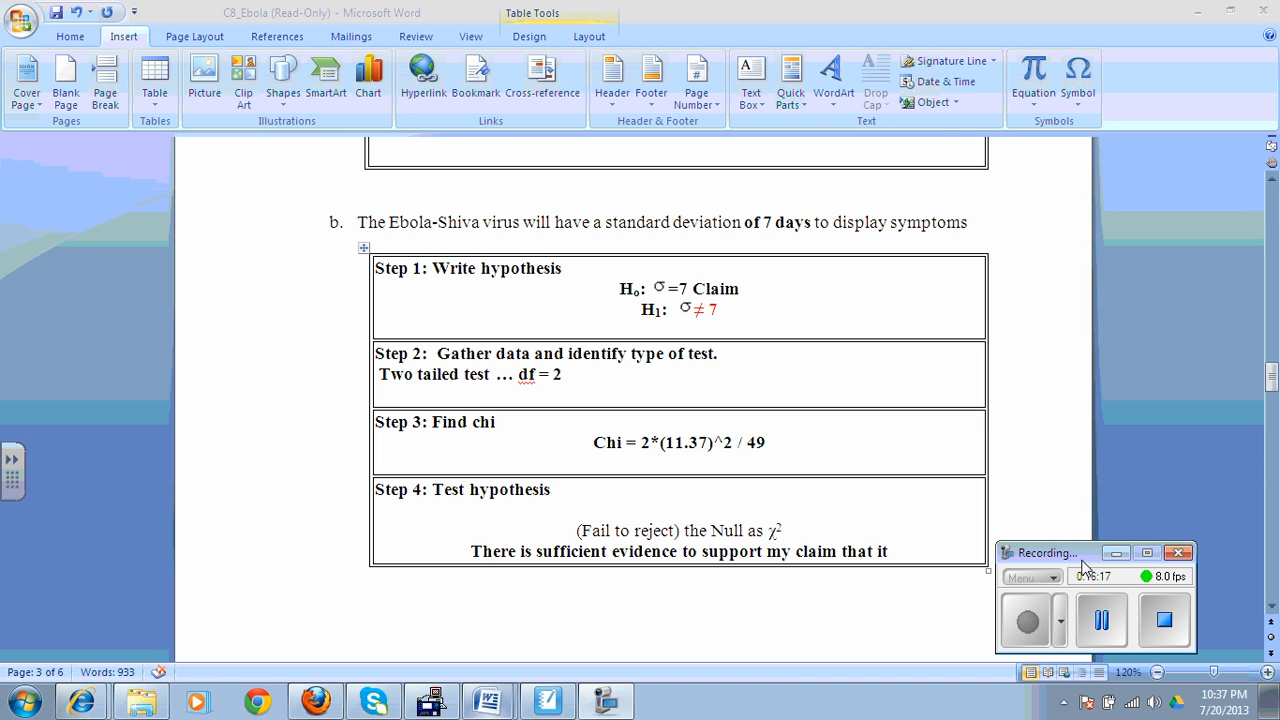 C8_Ebola (Read-Only) - Microsoft Word
Table Tools
Home Insert Page Layout References Mailings Review View Design Layout
Cover Page
Blank Page
Page Break
Table
Picture
Clip Art
Shapes
SmartArt
Chart
Hyperlink
Bookmark
Cross-reference
Header
Footer
Page Number
Text Box
Quick Parts
WordArt
Drop Cap
Signature Line
Date & Time
Object
Equation
Symbol
Pages Tables Illustrations Links Header & Footer Text Symbols
b. The Ebola-Shiva virus will have a standard deviation of 7 days to display symptoms
Step 1: Write hypothesis
Ho: σ=7 Claim
H1: σ≠ 7
Step 2: Gather data and identify type of test.
Two tailed test … df = 2
Step 3: Find chi
Chi = 2*(11.37)^2 / 49
Step 4: Test hypothesis
(Fail to reject) the Null as χ2
There is sufficient evidence to support my claim that it
Recording...
Menu
8.0 fps
Page: 3 of 6 Words: 933
120%
10:37 PM
7/20/2013